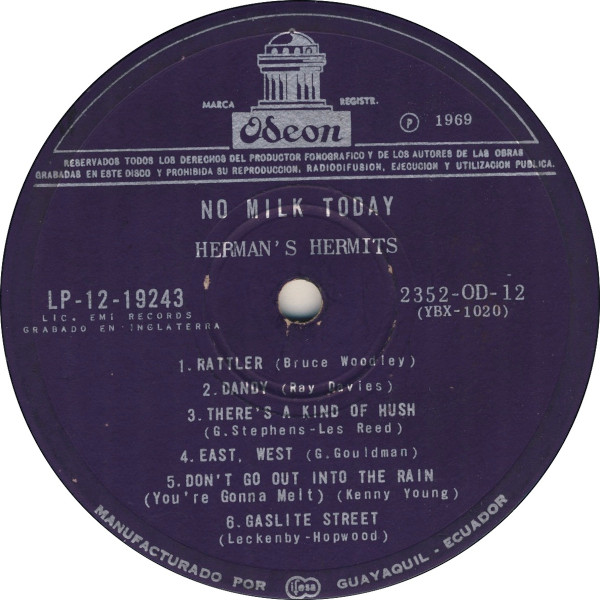 MARCA REGISTR.
Odeon
℗ 1969
RESERVADOS TODOS LOS DERECHOS DEL PRODUCTOR FONOGRAFICO Y DE LOS AUTORES DE LAS OBRAS
GRABADAS EN ESTE DISCO Y PROHIBIDA SU REPRODUCCION, RADIODIFUSION, EJECUCION Y UTILIZACION PUBLICA.
NO MILK TODAY
HERMAN'S HERMITS
LP-12-19243
LIC. EMI RECORDS
GRABADO EN INGLATERRA
2352-OD-12
(YBX-1020)
1. RATTLER (Bruce Woodley)
2. DANDY (Ray Davies)
3. THERE'S A KIND OF HUSH
(G. Stephens-Les Reed)
4. EAST, WEST (G. Gouldman)
5. DON'T GO OUT INTO THE RAIN
(You're Gonna Melt) (Kenny Young)
6. GASLITE STREET
(Leckenby-Hopwood)
MANUFACTURADO POR ifesa GUAYAQUIL - ECUADOR